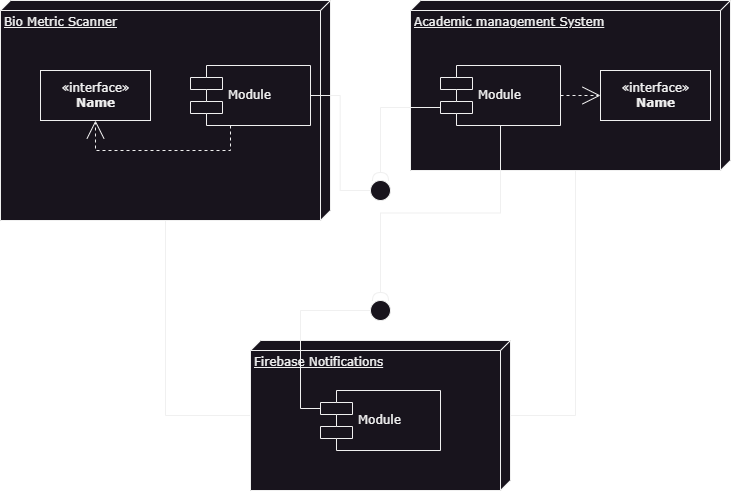 Bio Metric Scanner
«interface»
Name
Module
Academic management System
Module
«interface»
Name
Firebase Notifications
Module